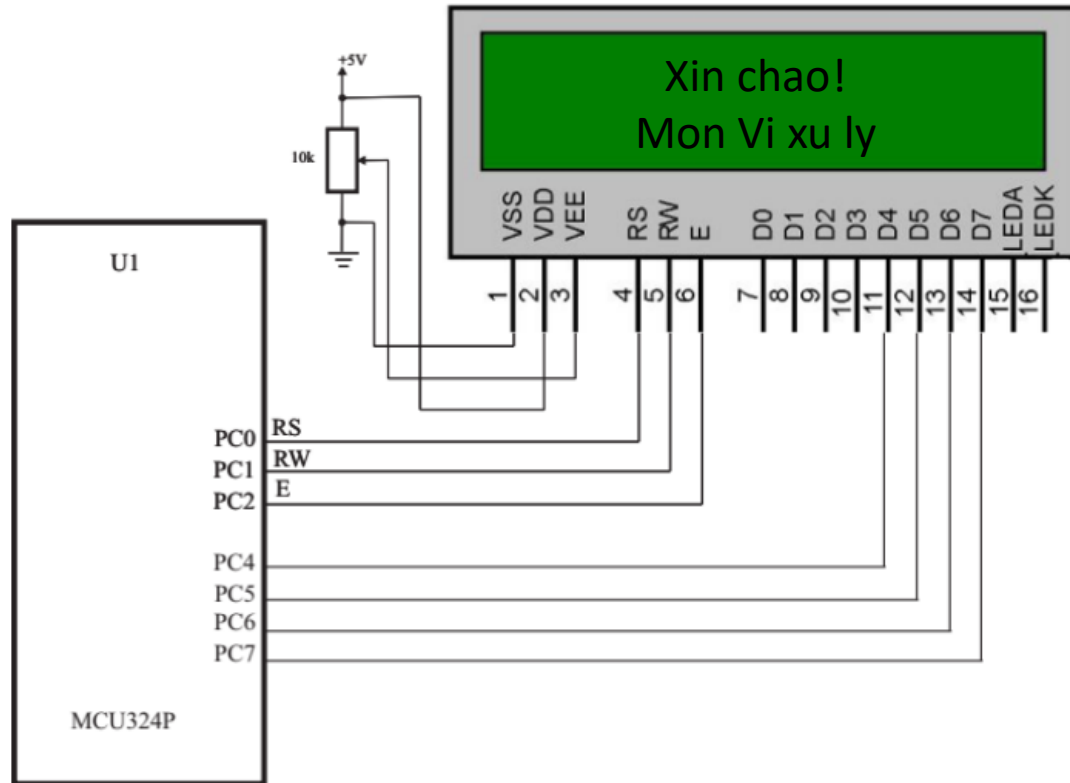 Xin chao!
Mon Vi xu ly
+5V
10k
VSS
VDD
VEE
RS
RW
E
D0
D1
D2
D3
D4
D5
D6
D7
LEDA
LEDK
1
2
3
4
5
6
7
8
9
10
11
12
13
14
15
16
U1
PC0 RS
PC1 RW
PC2 E
PC4
PC5
PC6
PC7
MCU324P